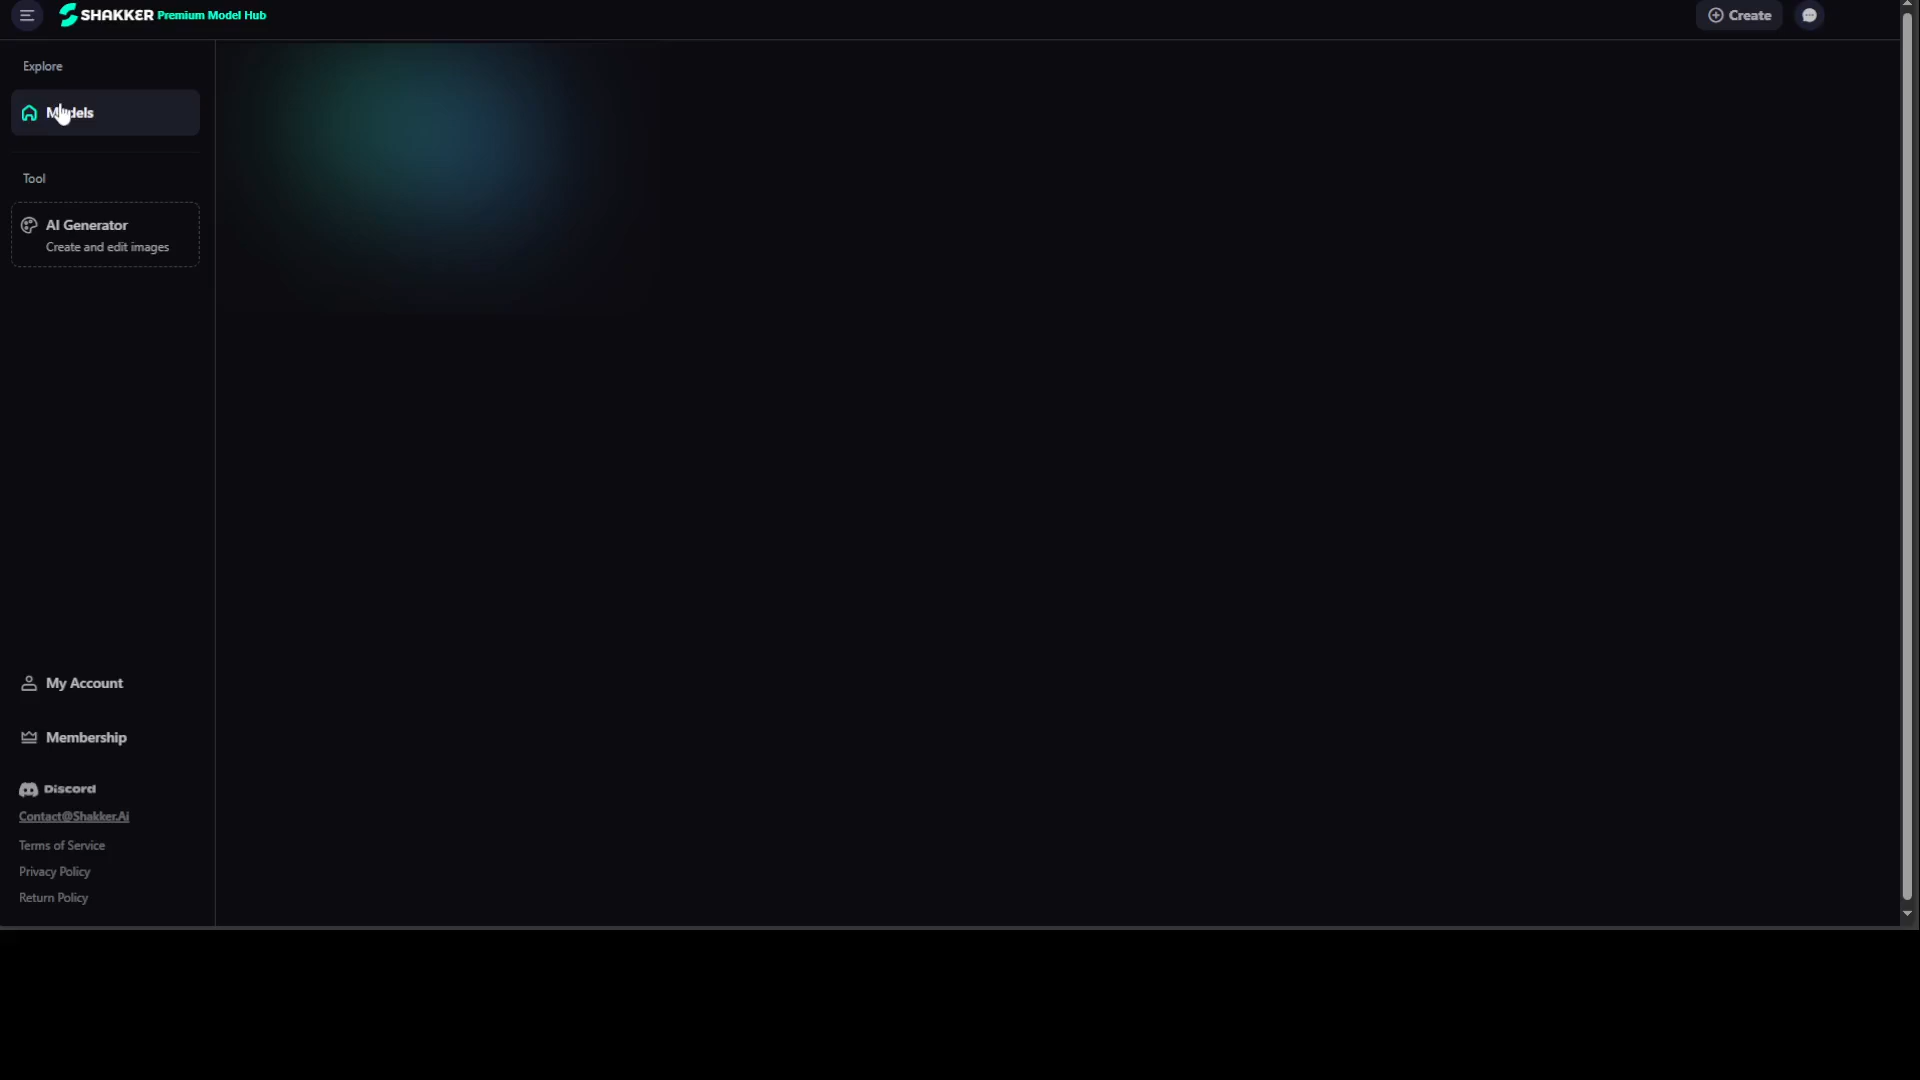 SHAKKER Premium Model Hub
Create
Explore
Models
Tool
AI Generator
Create and edit images
My Account
Membership
Discord
Contact@Shakker.Ai
Terms of Service
Privacy Policy
Return Policy